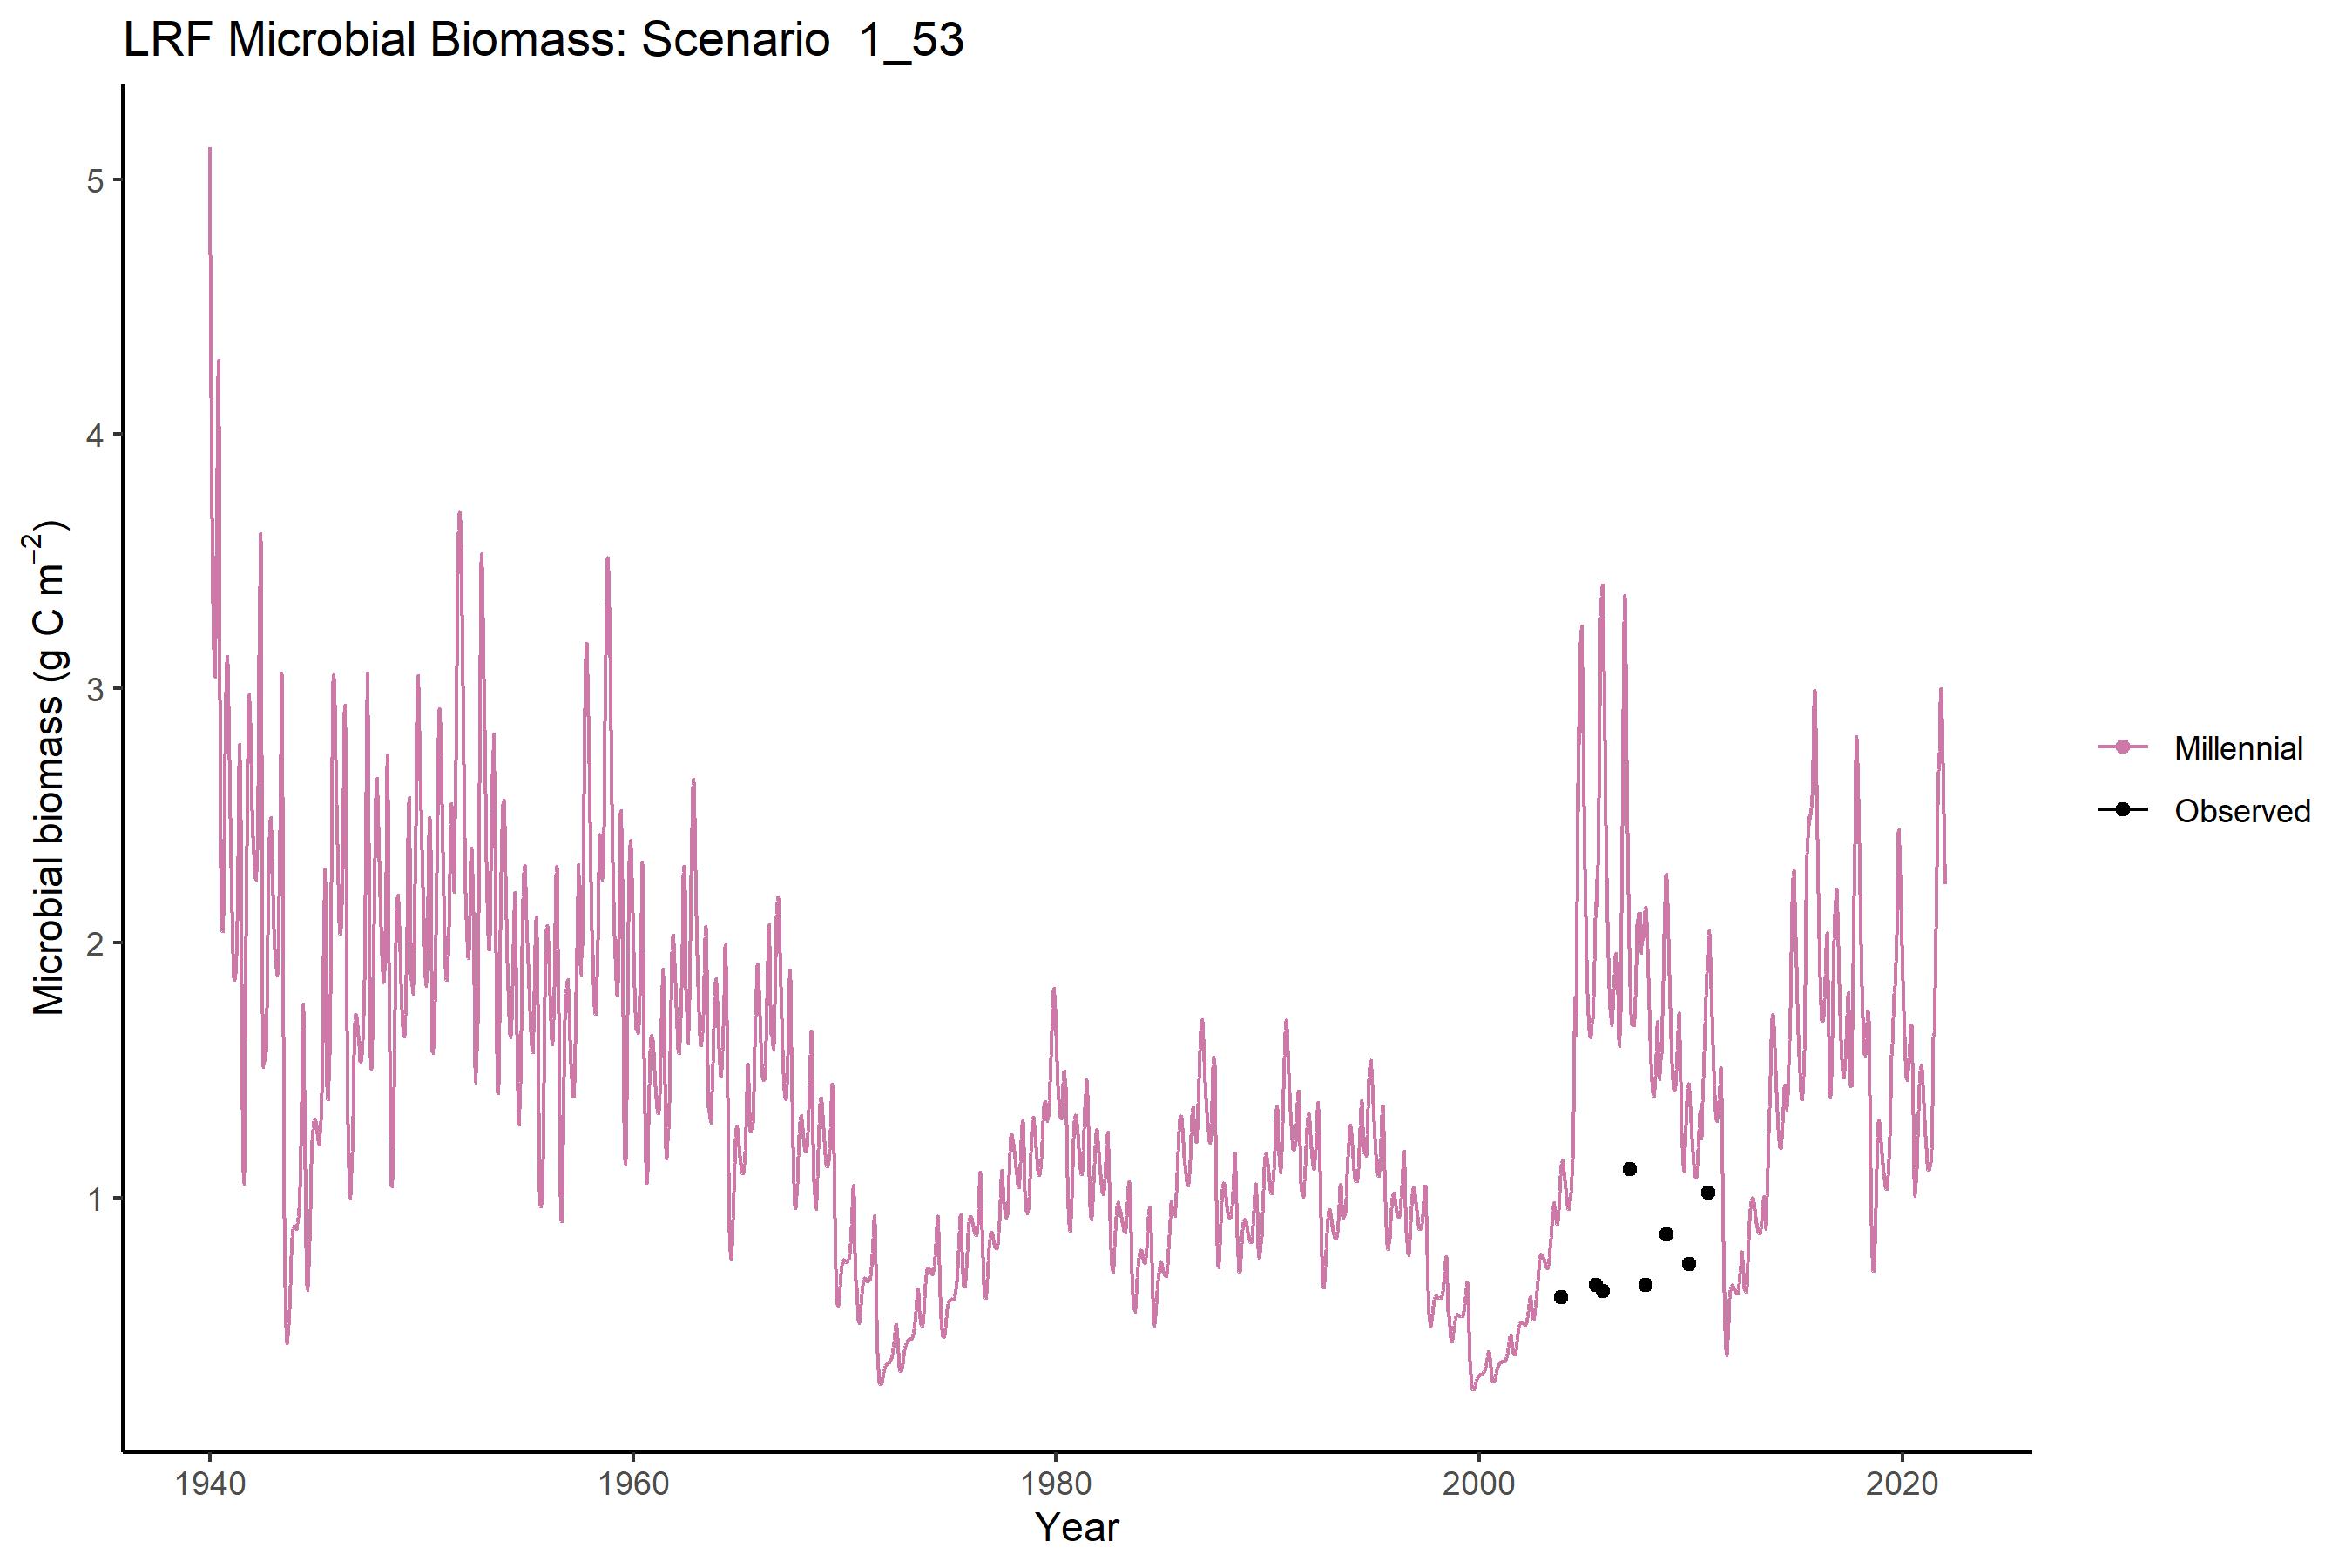 LRF Microbial Biomass: Scenario  1_53
Microbial biomass (g C m⁻²)
5
4
3
2
1
1940
1960
1980
2000
2020
Year
Millennial
Observed